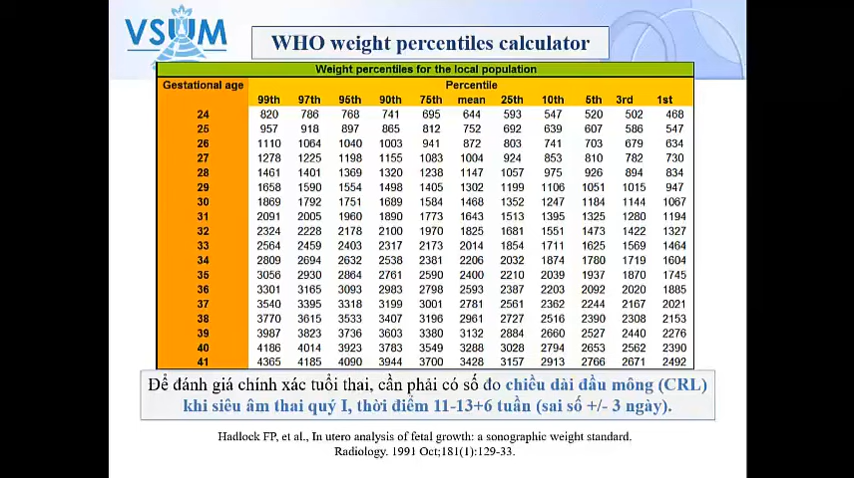 VSUM
WHO weight percentiles calculator
Weight percentiles for the local population
Gestational age Percentile
99th 97th 95th 90th 75th mean 25th 10th 5th 3rd 1st
24 820 786 768 741 695 644 593 547 520 502 468
25 957 918 897 865 812 752 692 639 607 586 547
26 1110 1064 1040 1003 941 872 803 741 703 679 634
27 1278 1225 1198 1155 1083 1004 924 853 810 782 730
28 1461 1401 1369 1320 1238 1147 1057 975 926 894 834
29 1658 1590 1554 1498 1405 1302 1199 1106 1051 1015 947
30 1869 1792 1751 1689 1584 1468 1352 1247 1184 1144 1067
31 2091 2005 1960 1890 1773 1643 1513 1395 1325 1280 1194
32 2324 2228 2178 2100 1970 1825 1681 1551 1473 1422 1327
33 2564 2459 2403 2317 2173 2014 1854 1711 1625 1569 1464
34 2809 2694 2632 2538 2381 2206 2032 1874 1780 1719 1604
35 3056 2930 2864 2761 2590 2400 2210 2039 1937 1870 1745
36 3301 3165 3093 2983 2798 2593 2387 2203 2092 2020 1885
37 3540 3395 3318 3199 3001 2781 2561 2362 2244 2167 2021
38 3770 3615 3533 3407 3196 2961 2727 2516 2390 2308 2153
39 3987 3823 3736 3603 3380 3132 2884 2660 2527 2440 2276
40 4186 4014 3923 3783 3549 3288 3028 2794 2653 2562 2390
41 4365 4185 4090 3944 3700 3428 3157 2913 2766 2671 2492
Để đánh giá chính xác tuổi thai, cần phải có số đo chiều dài đầu mông (CRL)
khi siêu âm thai quý I, thời điểm 11-13+6 tuần (sai số +/- 3 ngày).
Hadlock FP, et al., In utero analysis of fetal growth: a sonographic weight standard.
Radiology. 1991 Oct;181(1):129-33.